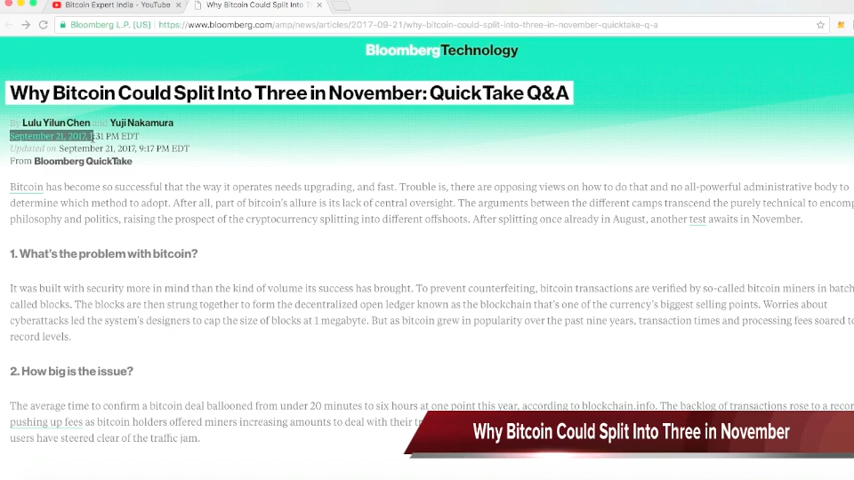 Bitcoin Expert India - YouTube
Why Bitcoin Could Split Into T
Bloomberg L.P. [US]
https://www.bloomberg.com/amp/news/articles/2017-09-21/why-bitcoin-could-split-into-three-in-november-quicktake-q-a
BloombergTechnology
Why Bitcoin Could Split Into Three in November: QuickTake Q&A
By Lulu Yilun Chen and Yuji Nakamura
September 21, 2017, :31 PM EDT
Updated on September 21, 2017, 9:17 PM EDT
From Bloomberg QuickTake
Bitcoin has become so successful that the way it operates needs upgrading, and fast. Trouble is, there are opposing views on how to do that and no all-powerful administrative body to
determine which method to adopt. After all, part of bitcoin's allure is its lack of central oversight. The arguments between the different camps transcend the purely technical to encomp
philosophy and politics, raising the prospect of the cryptocurrency splitting into different offshoots. After splitting once already in August, another test awaits in November.
1. What's the problem with bitcoin?
It was built with security more in mind than the kind of volume its success has brought. To prevent counterfeiting, bitcoin transactions are verified by so-called bitcoin miners in batch
called blocks. The blocks are then strung together to form the decentralized open ledger known as the blockchain that's one of the currency's biggest selling points. Worries about
cyberattacks led the system's designers to cap the size of blocks at 1 megabyte. But as bitcoin grew in popularity over the past nine years, transaction times and processing fees soared to
record levels.
2. How big is the issue?
The average time to confirm a bitcoin deal ballooned from under 20 minutes to six hours at one point this year, according to blockchain.info. The backlog of transactions rose to a recor
pushing up fees as bitcoin holders offered miners increasing amounts to deal with their tr
users have steered clear of the traffic jam.
Why Bitcoin Could Split Into Three in November